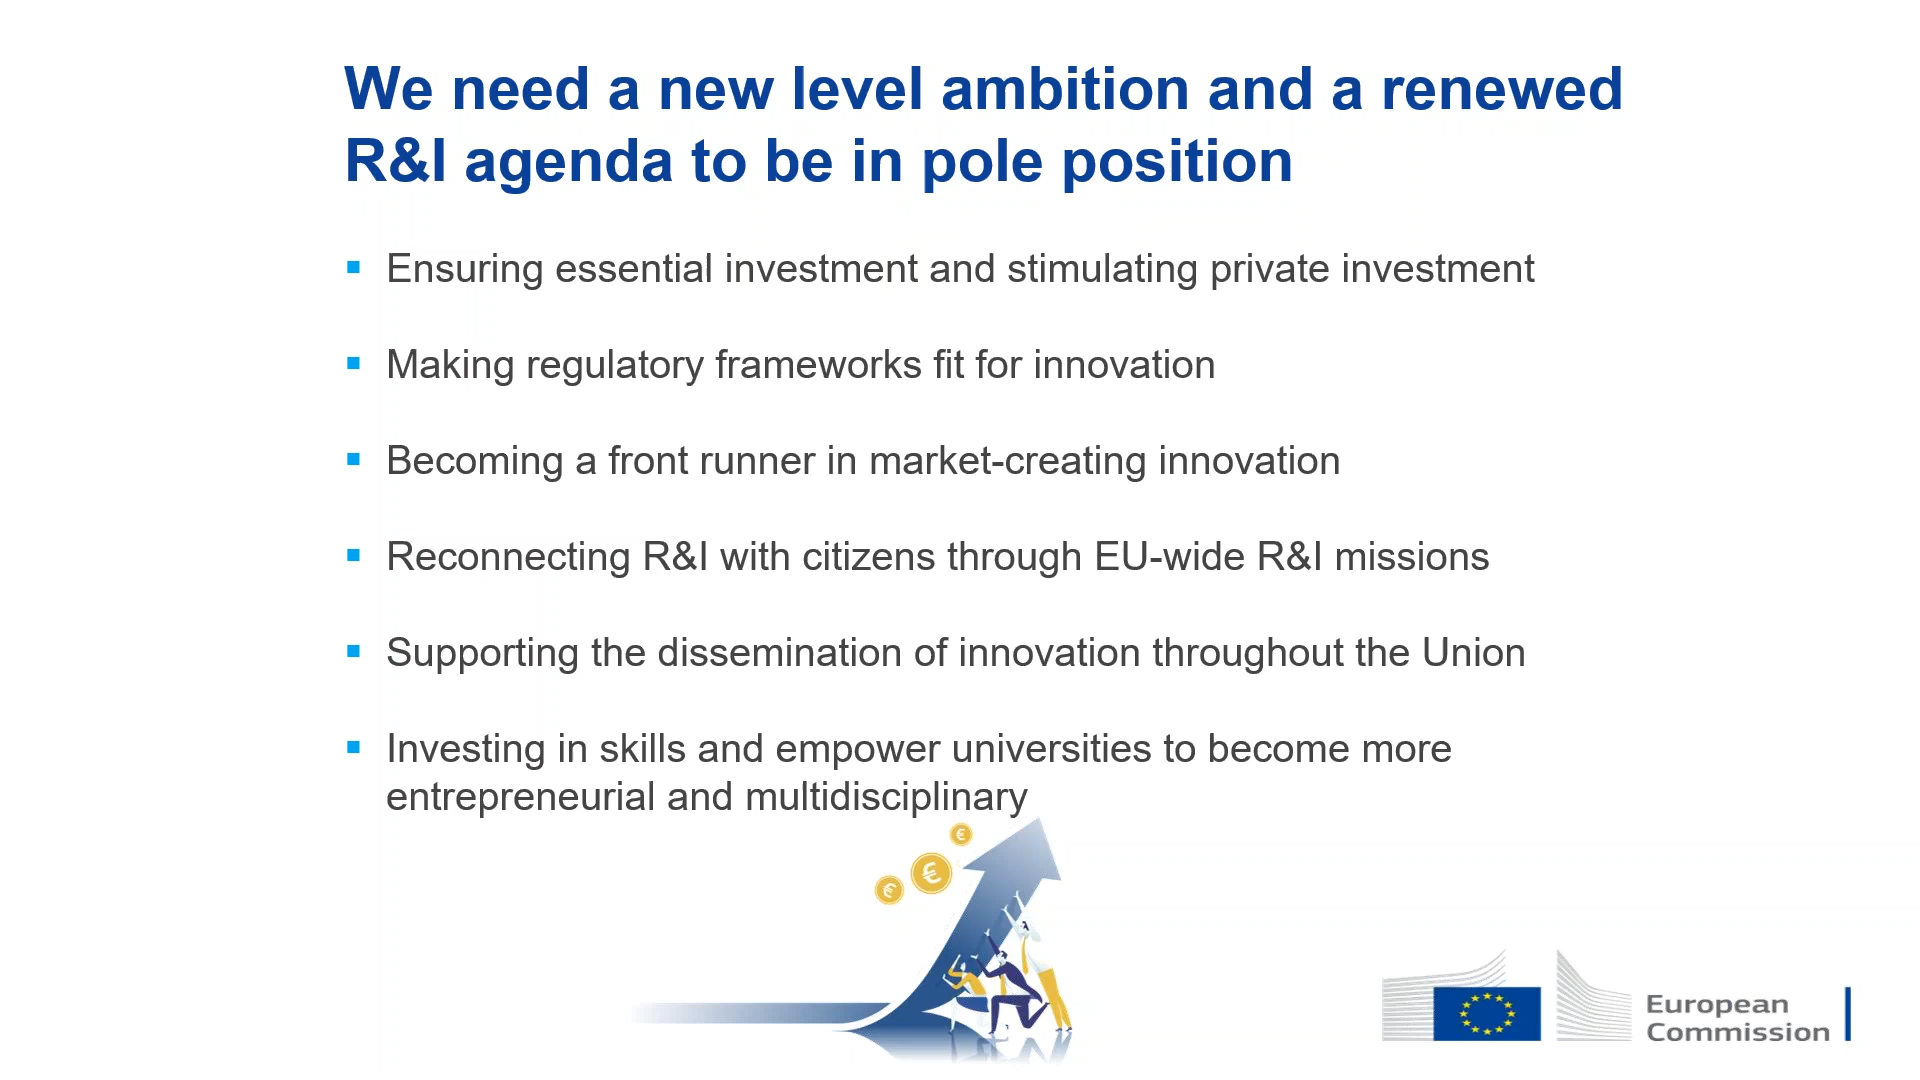 We need a new level ambition and a renewed
R&I agenda to be in pole position
▪ Ensuring essential investment and stimulating private investment
▪ Making regulatory frameworks fit for innovation
▪ Becoming a front runner in market-creating innovation
▪ Reconnecting R&I with citizens through EU-wide R&I missions
▪ Supporting the dissemination of innovation throughout the Union
▪ Investing in skills and empower universities to become more
entrepreneurial and multidisciplinary
€
€
€
European
Commission